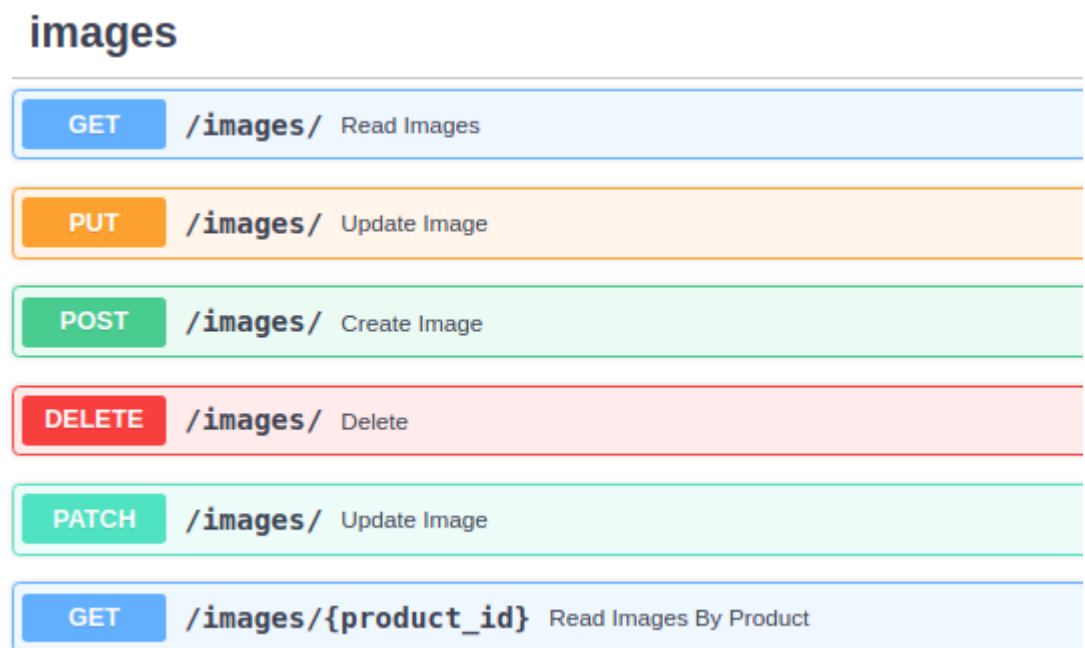 images
GET /images/ Read Images
PUT /images/ Update Image
POST /images/ Create Image
DELETE /images/ Delete
PATCH /images/ Update Image
GET /images/{product_id} Read Images By Product